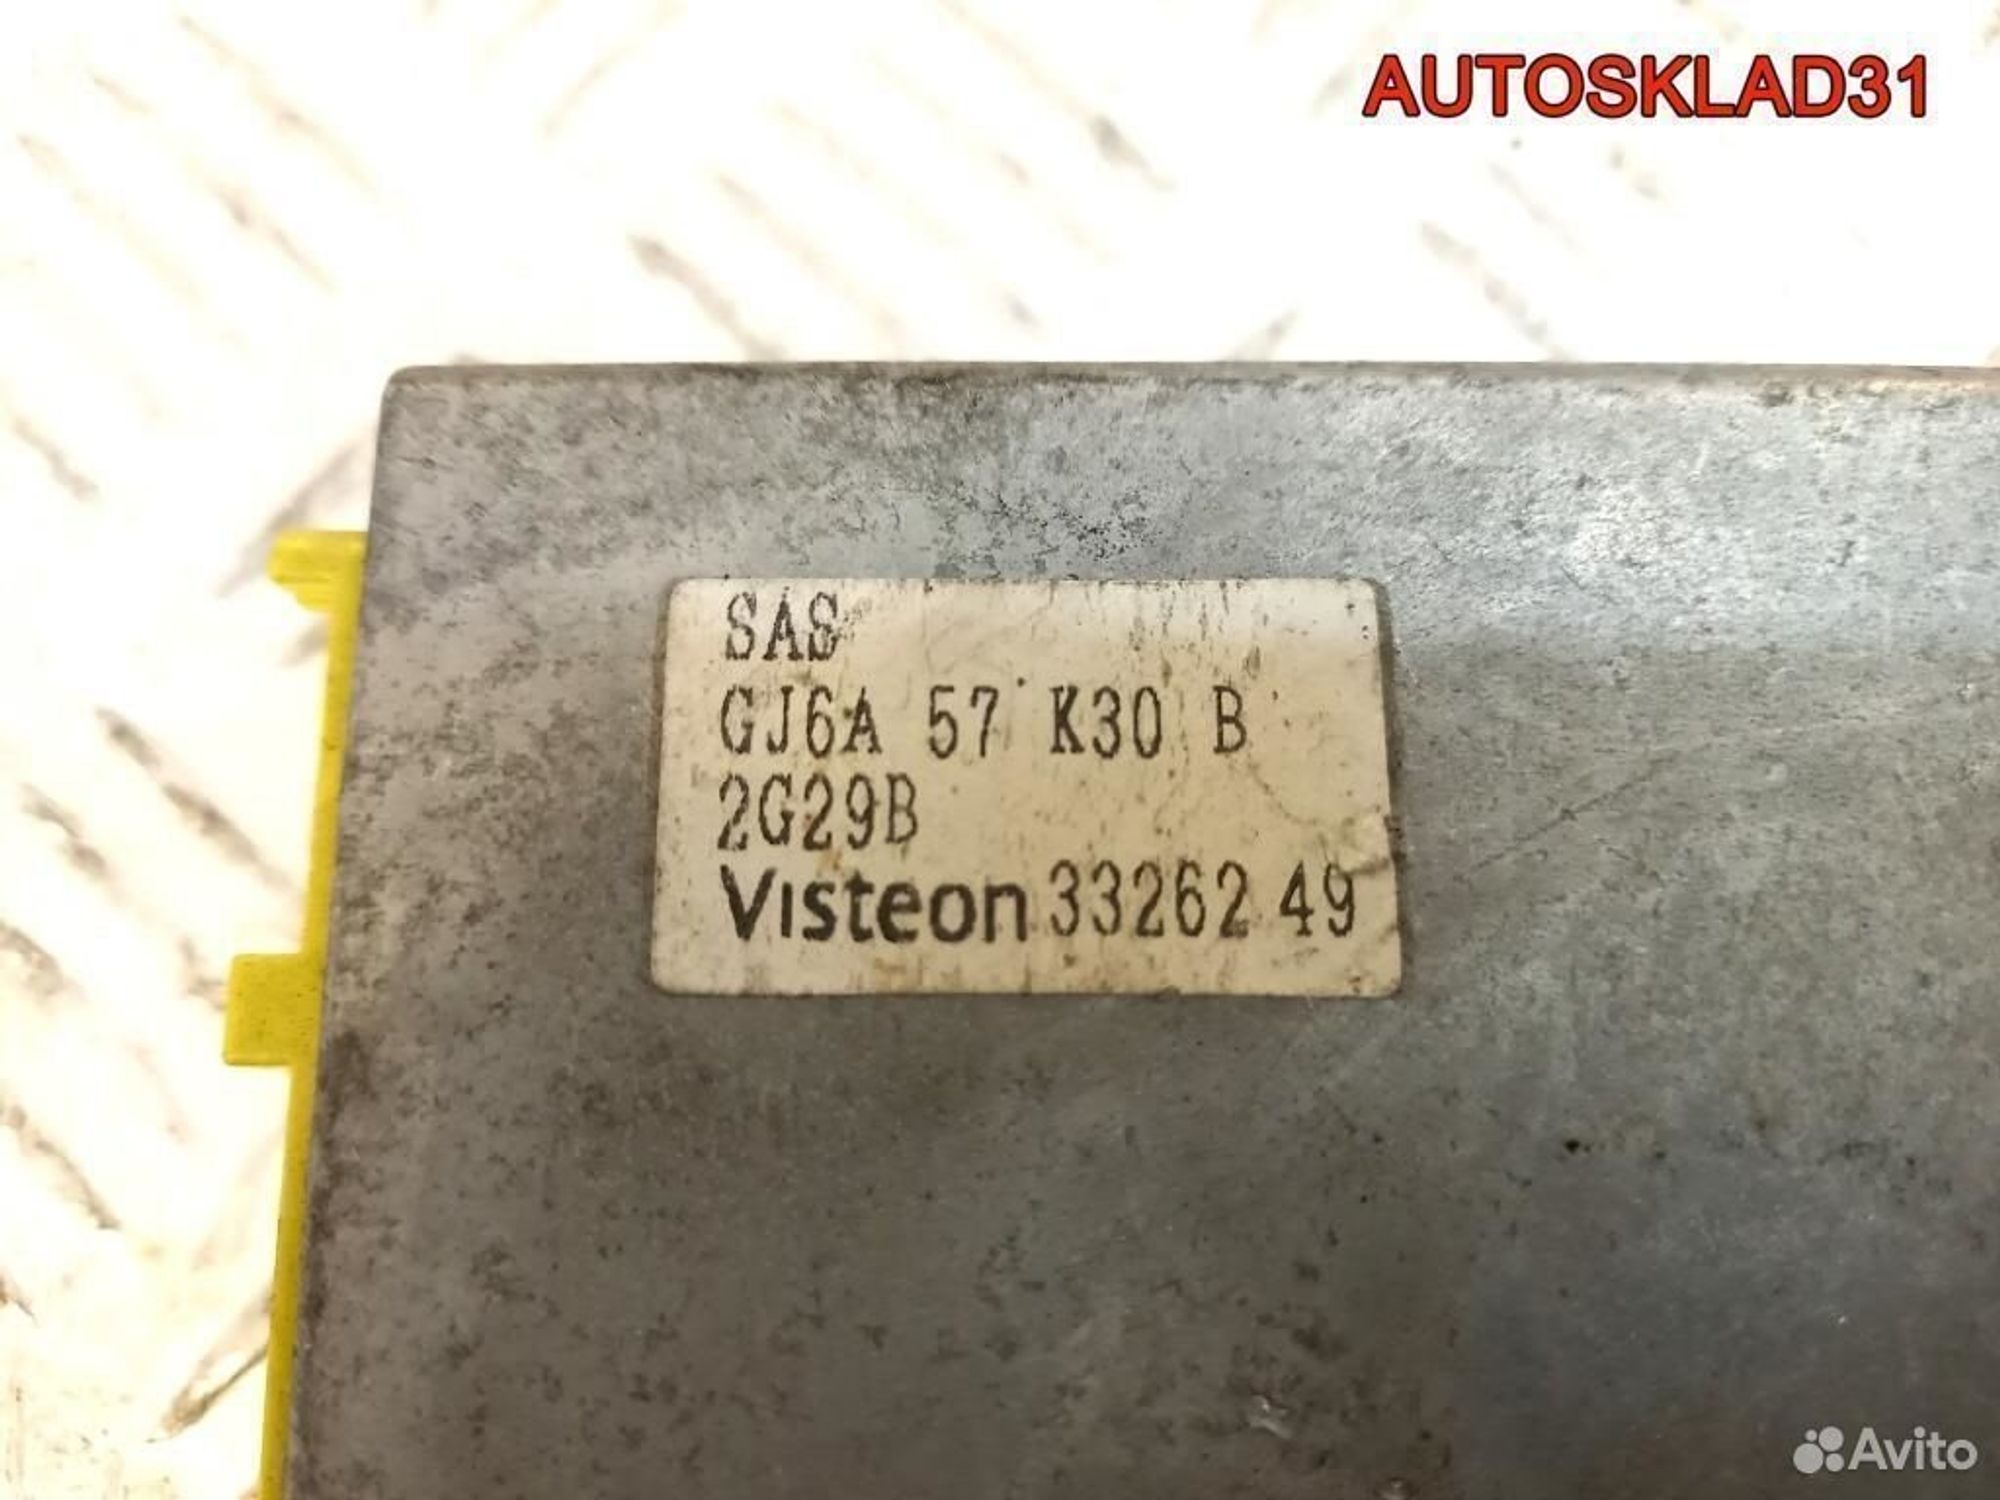 AUTOSKLAD31
SAS
GJ6A 57 K30 B
2G29B
Visteon 33262 49
Avito